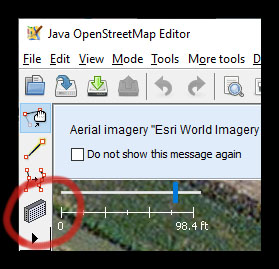 Java OpenStreetMap Editor
File Edit View Mode Tools More tools
Aerial imagery "Esri World Imagery
Do not show this message again
0 98.4 ft